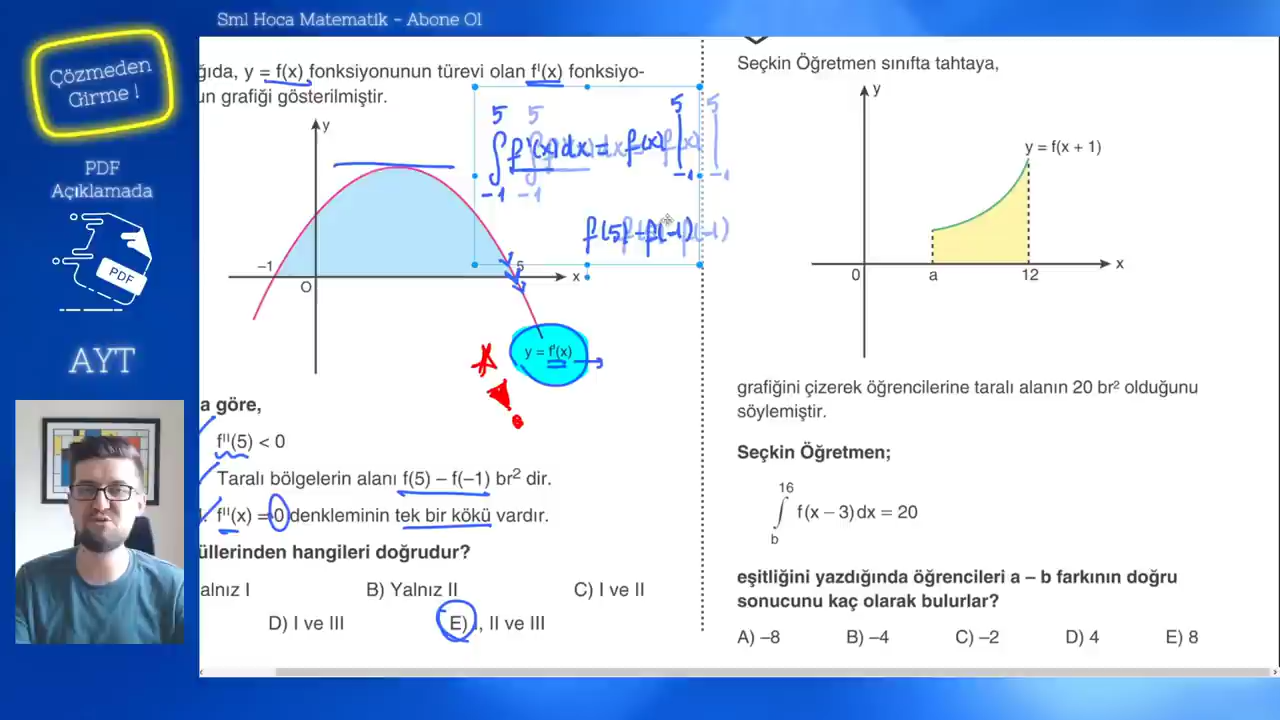 Sml Hoca Matematik - Abone Ol
Çözmeden
Girme !
PDF
Açıklamada
PDF
AYT
ğıda, y = f(x) fonksiyonunun türevi olan f'(x) fonksiyo-
un grafiği gösterilmiştir.
y
5
∫ f'(x) dx = f(x) |
-1
5
-1
f(5) - f(-1)
-1
5
x
O
y = f'(x)
a göre,
f''(5) < 0
Taralı bölgelerin alanı f(5) – f(–1) br² dir.
I. f''(x) = 0 denkleminin tek bir kökü vardır.
üllerinden hangileri doğrudur?
alnız I
B) Yalnız II
C) I ve II
D) I ve III
E) I, II ve III
Seçkin Öğretmen sınıfta tahtaya,
y
y = f(x + 1)
0
a
12
x
grafiğini çizerek öğrencilerine taralı alanın 20 br² olduğunu
söylemiştir.
Seçkin Öğretmen;
16
∫ f(x – 3) dx = 20
b
eşitliğini yazdığında öğrencileri a – b farkının doğru
sonucunu kaç olarak bulurlar?
A) –8
B) –4
C) –2
D) 4
E) 8